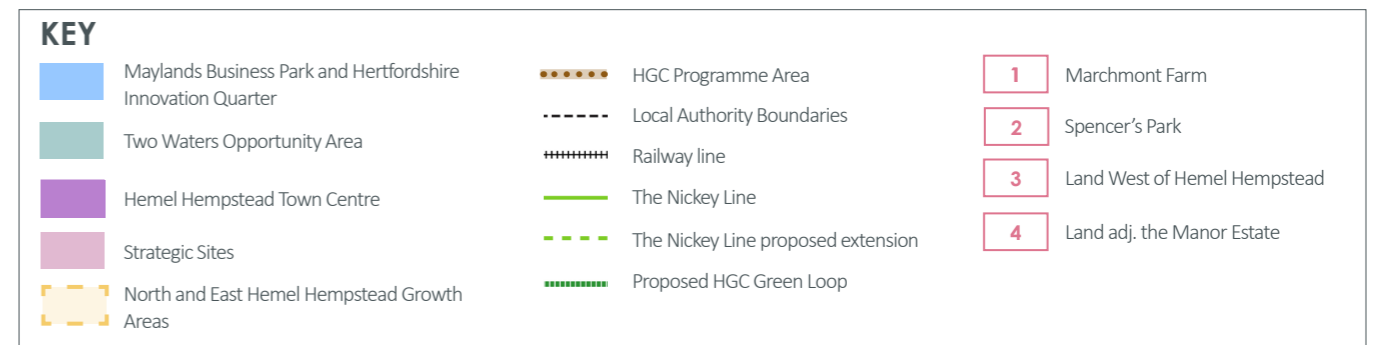 KEY
Maylands Business Park and Hertfordshire
Innovation Quarter
Two Waters Opportunity Area
Hemel Hempstead Town Centre
Strategic Sites
North and East Hemel Hempstead Growth
Areas
HGC Programme Area
Local Authority Boundaries
Railway line
The Nickey Line
The Nickey Line proposed extension
Proposed HGC Green Loop
1 Marchmont Farm
2 Spencer’s Park
3 Land West of Hemel Hempstead
4 Land adj. the Manor Estate